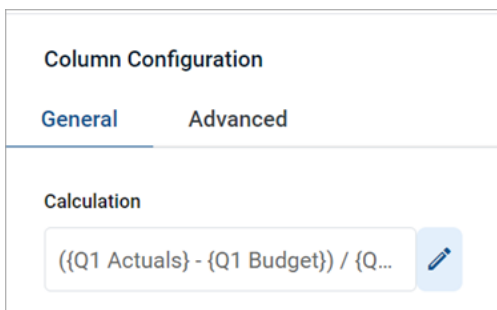 Column Configuration
General Advanced
Calculation
({Q1 Actuals} - {Q1 Budget}) / {Q...